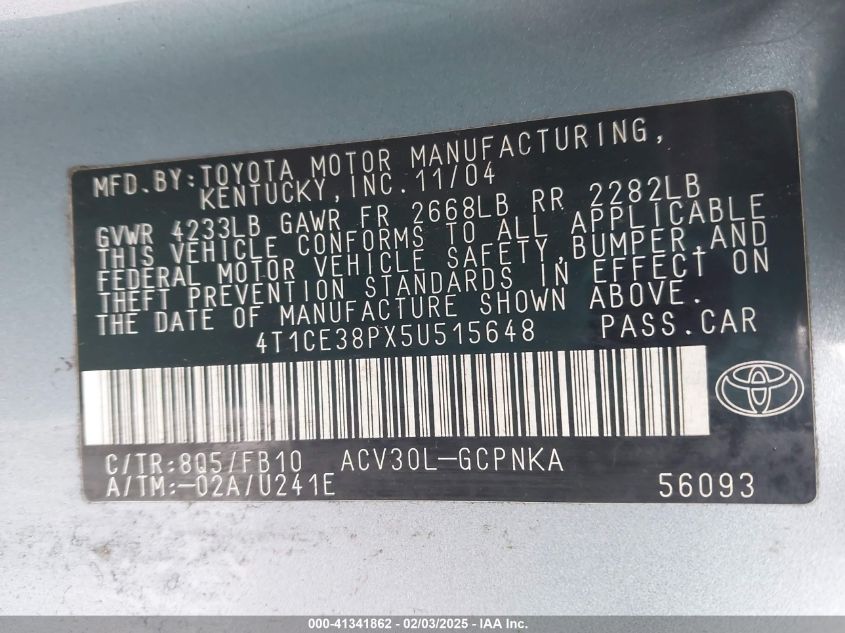 MFD.BY:TOYOTA MOTOR MANUFACTURING,
KENTUCKY,INC.11/04
GVWR 4233LB GAWR FR 2668LB RR 2282LB
THIS VEHICLE CONFORMS TO ALL APPLICABLE
FEDERAL MOTOR VEHICLE SAFETY,BUMPER,AND
THEFT PREVENTION STANDARDS IN EFFECT ON
THE DATE OF MANUFACTURE SHOWN ABOVE.
4T1CE38PX5U515648 PASS.CAR
C/TR:8Q5/FB10 ACV30L-GCPNKA
A/TM:-02A/U241E 56093
000-41341862 - 02/03/2025 - IAA Inc.